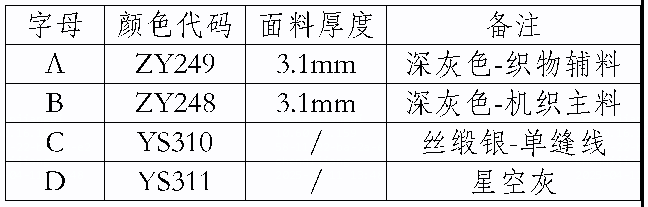 字母 颜色代码 面料厚度 备注
A ZY249 3.1mm 深灰色-织物辅料
B ZY248 3.1mm 深灰色-机织主料
C YS310 / 丝缎银-单缝线
D YS311 / 星空灰